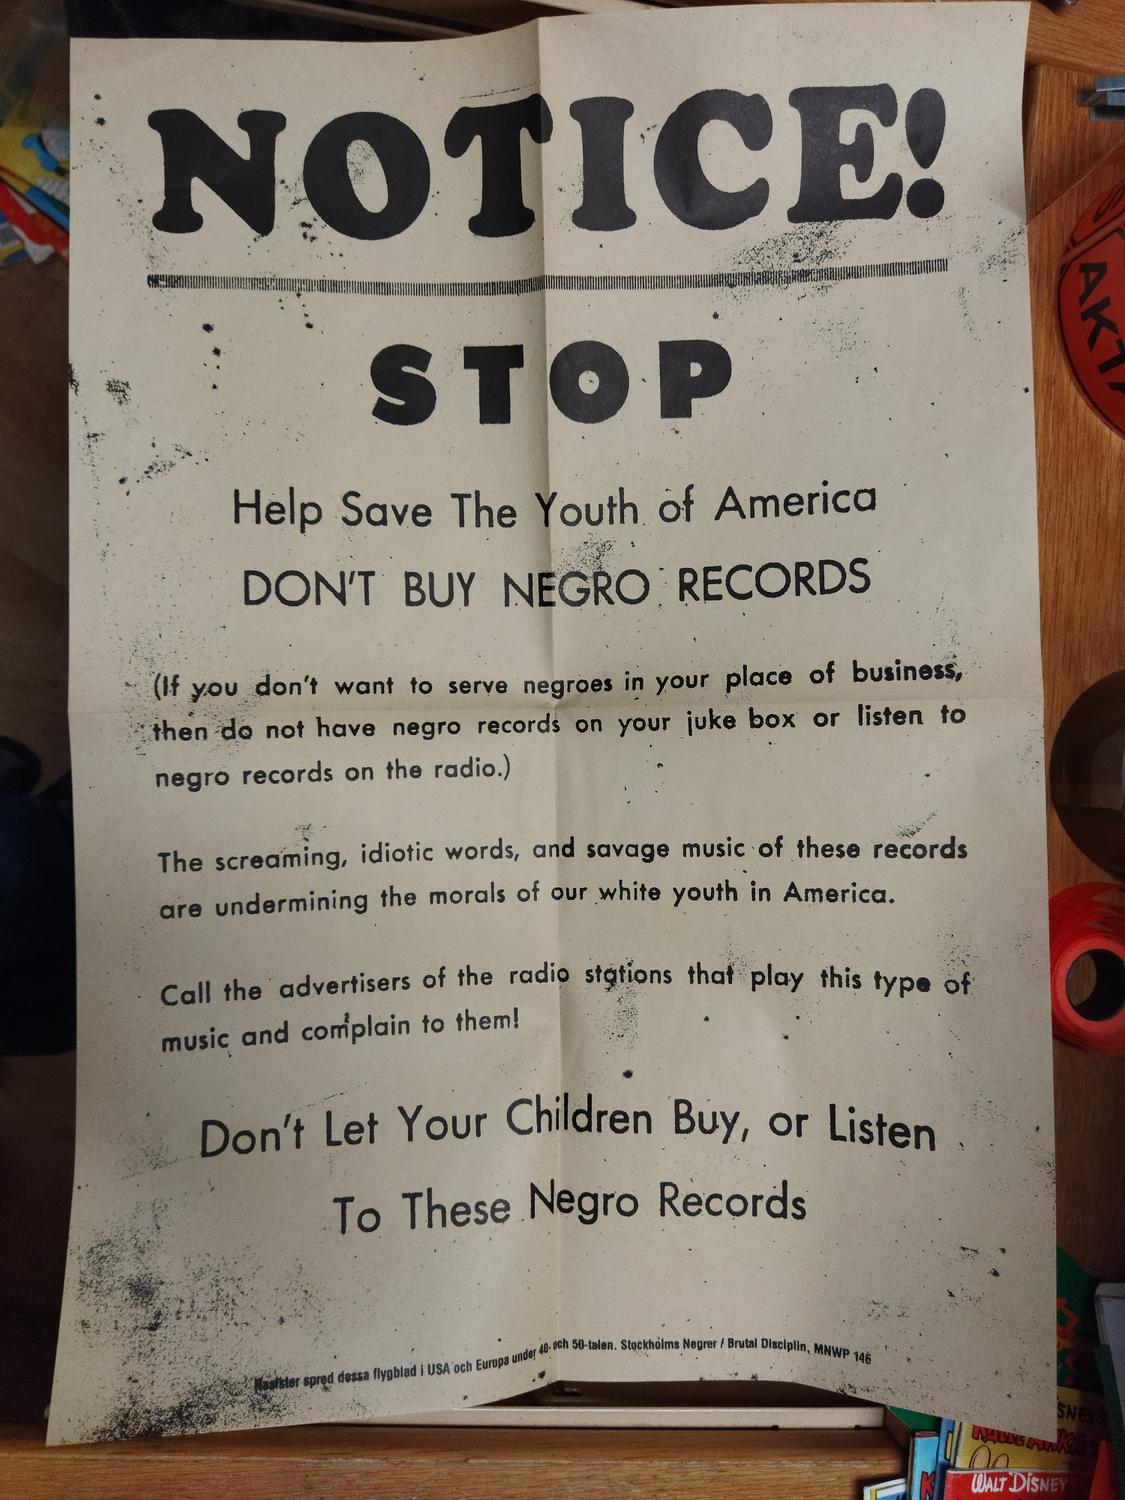 NOTICE!
STOP
Help Save The Youth of America
DON'T BUY NEGRO RECORDS
(If you don't want to serve negroes in your place of business,
then do not have negro records on your juke box or listen to
negro records on the radio.)
The screaming, idiotic words, and savage music of these records
are undermining the morals of our white youth in America.
Call the advertisers of the radio stations that play this type of
music and complain to them!
Don't Let Your Children Buy, or Listen
To These Negro Records
Rasister spred dessa flygblad i USA och Europa under 40- och 50-talen. Stockholms Negrer / Brutal Disciplin, MNWP 146
AKTA
KALLE ANKA
WALT DISNEY